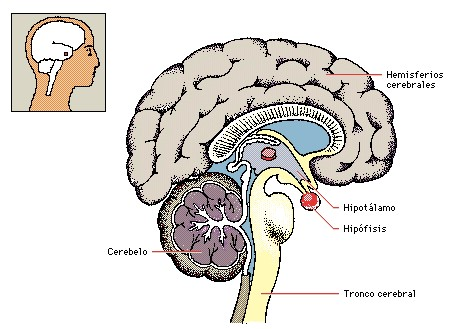 Hemisferios
cerebrales
Hipotálamo
Hipófisis
Cerebelo
Tronco cerebral